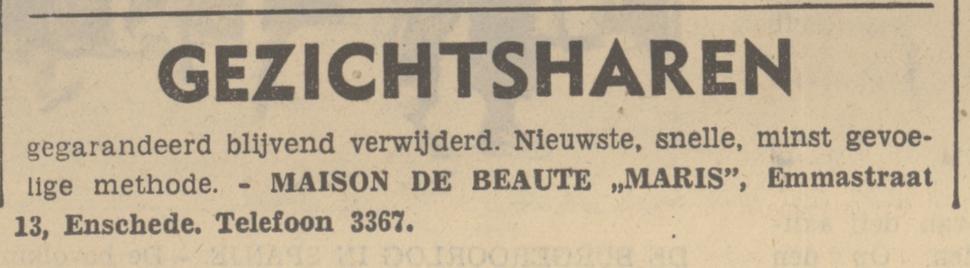 GEZICHTSHAREN
gegarandeerd blijvend verwijderd. Nieuwste, snelle, minst gevoe-
lige methode. - MAISON DE BEAUTE „MARIS”, Emmastraat
13, Enschede. Telefoon 3367.